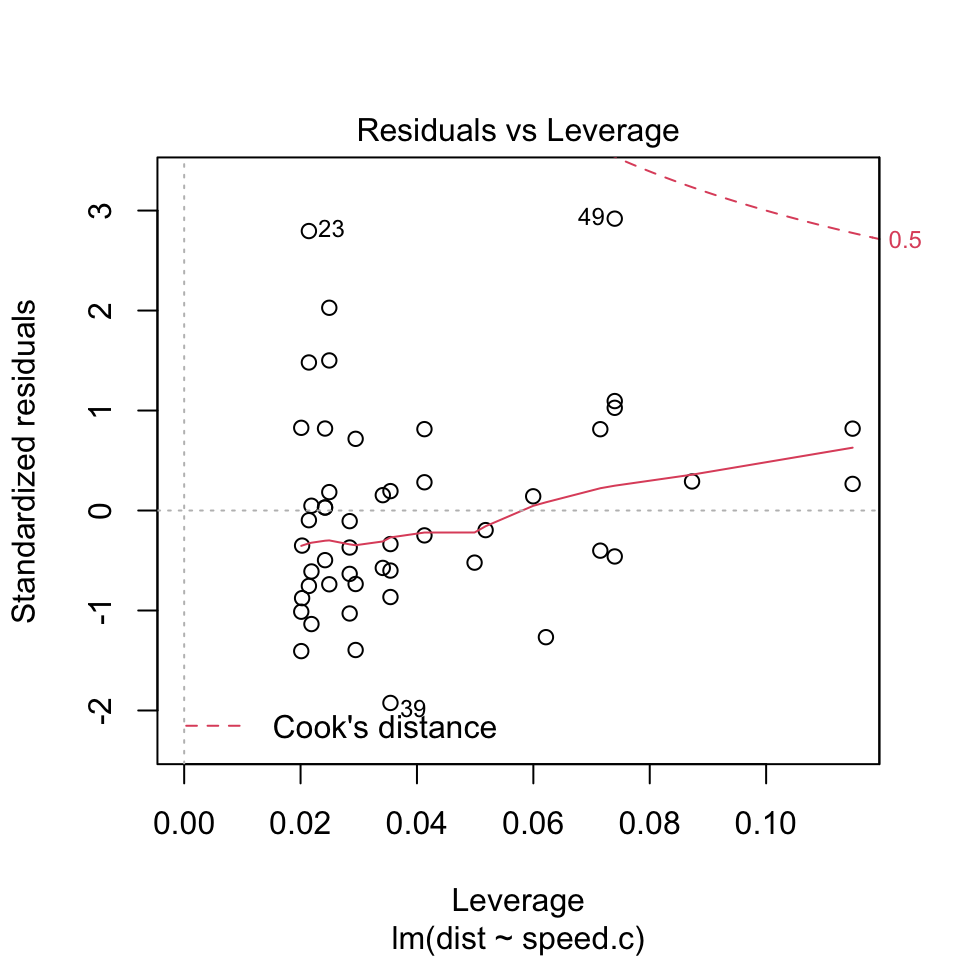 Residuals vs Leverage
Standardized residuals
3
2
1
0
-1
-2
23
49
0.5
39
Cook's distance
0.00 0.02 0.04 0.06 0.08 0.10
Leverage
lm(dist ~ speed.c)